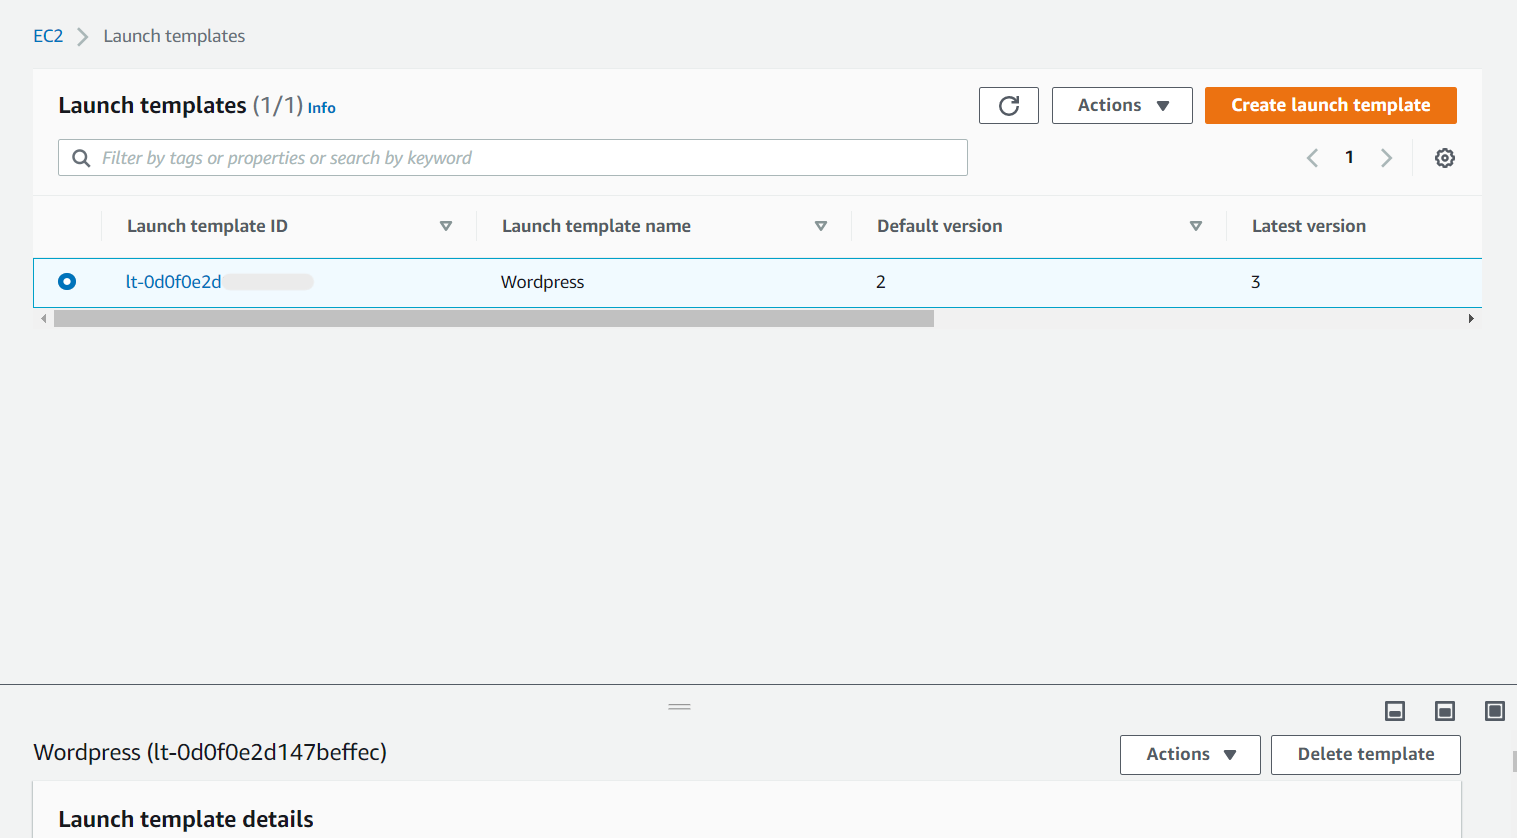 EC2 Launch templates
Launch templates (1/1) Info
Actions
Create launch template
Filter by tags or properties or search by keyword
1
Launch template ID Launch template name Default version Latest version
lt-0d0f0e2d Wordpress 2 3
Wordpress (lt-0d0f0e2d147beffec)
Actions
Delete template
Launch template details